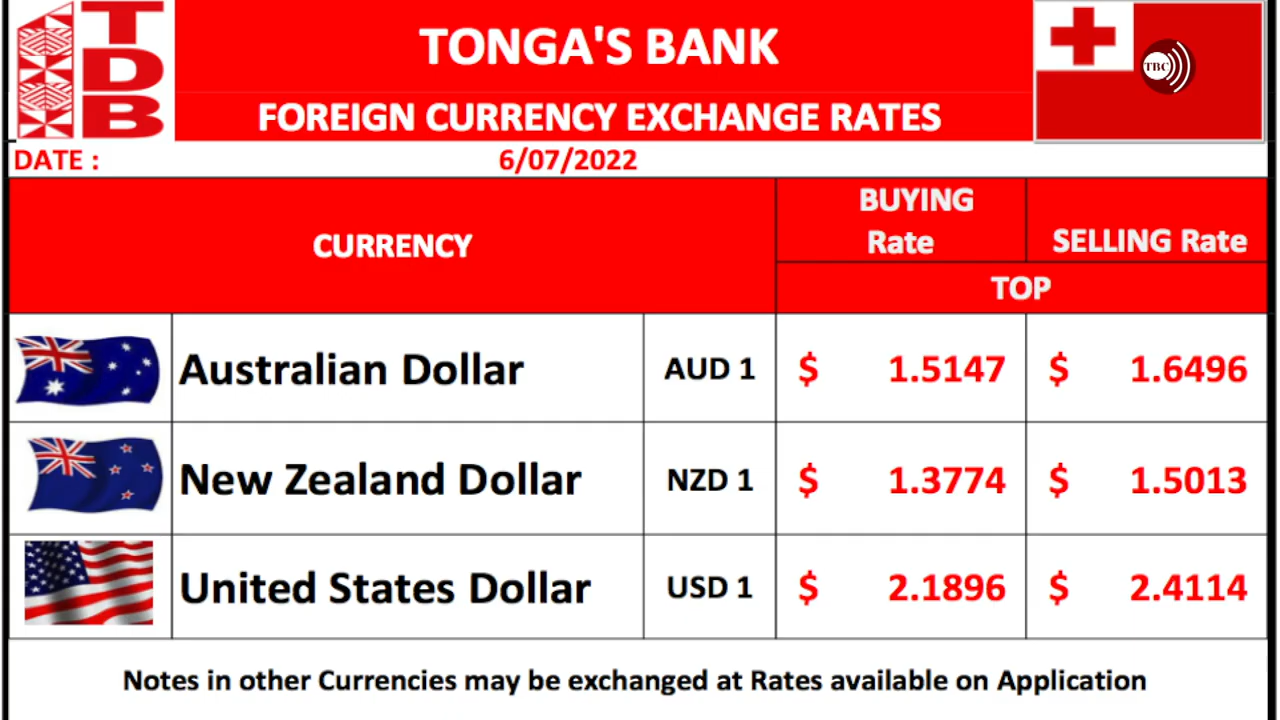 TDB
TONGA'S BANK
FOREIGN CURRENCY EXCHANGE RATES
TBC
DATE : 6/07/2022
CURRENCY
BUYING
Rate
SELLING Rate
TOP
Australian Dollar AUD 1 $ 1.5147 $ 1.6496
New Zealand Dollar NZD 1 $ 1.3774 $ 1.5013
United States Dollar USD 1 $ 2.1896 $ 2.4114
Notes in other Currencies may be exchanged at Rates available on Application